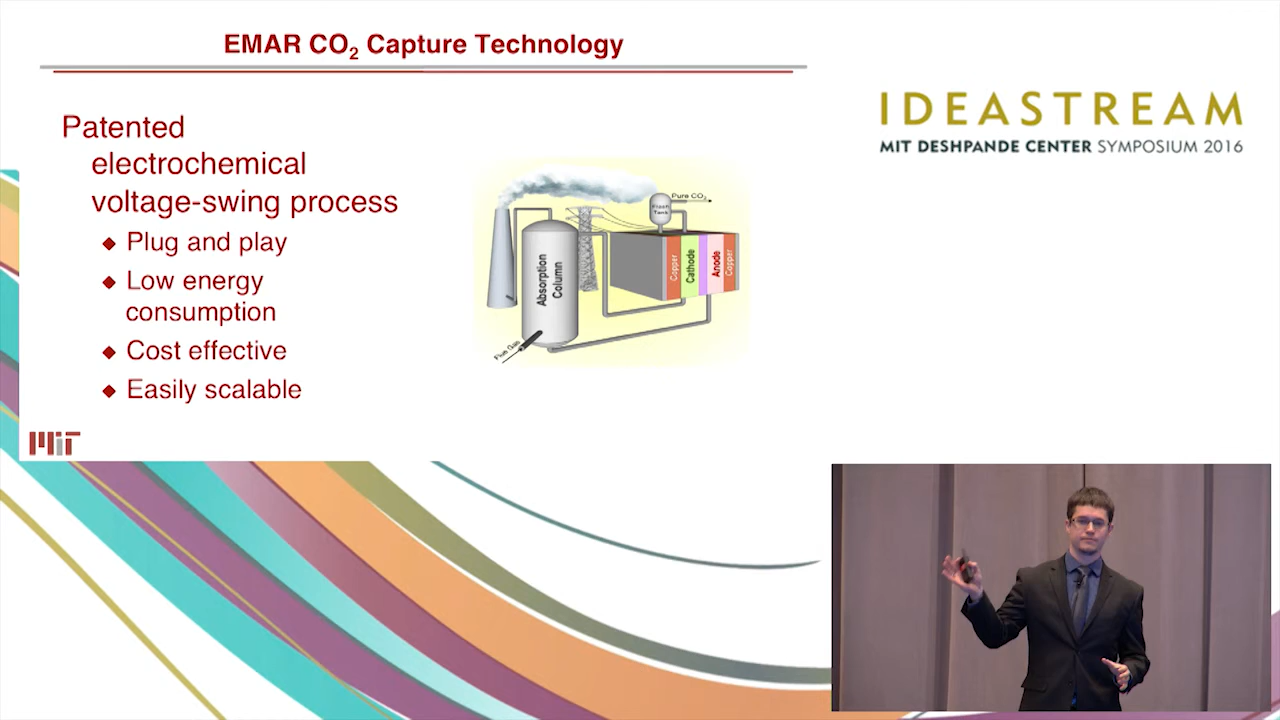 EMAR CO2 Capture Technology
IDEASTREAM
MIT DESHPANDE CENTER SYMPOSIUM 2016
Patented
electrochemical
voltage-swing process
Plug and play
Low energy
consumption
Cost effective
Easily scalable
Pure CO2
Flash
Tank
Absorption
Column
Copper
Cathode
Anode
Copper
Flue Gas
MIT